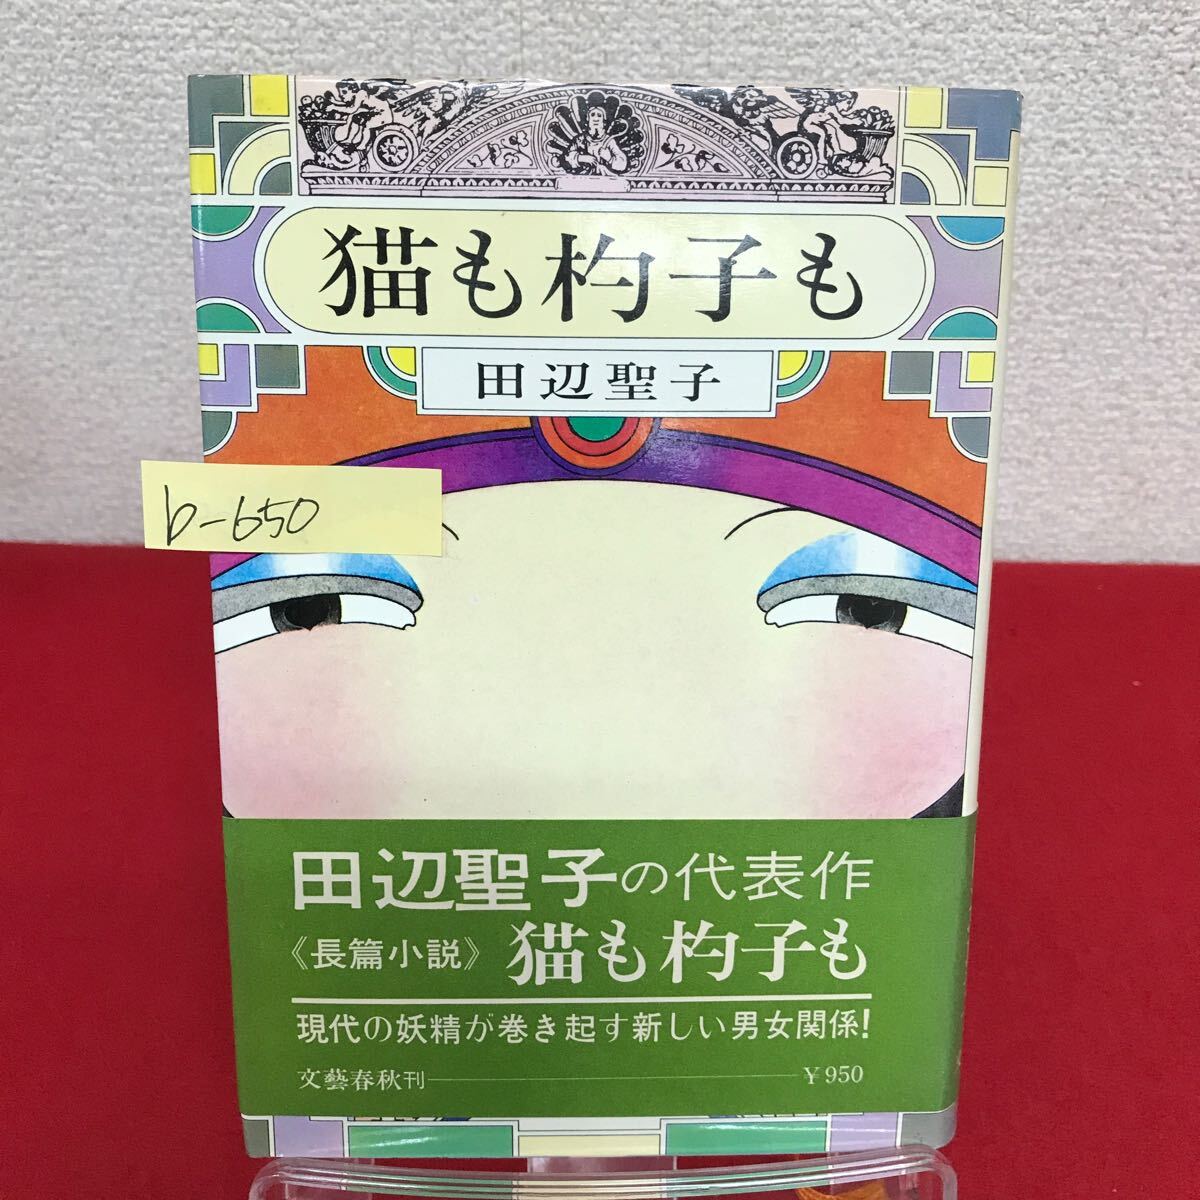 猫も杓子も
田辺聖子
b-650
田辺聖子の代表作
《長篇小説》 猫も杓子も
現代の妖精が巻き起す新しい男女関係!
文藝春秋刊 ¥950